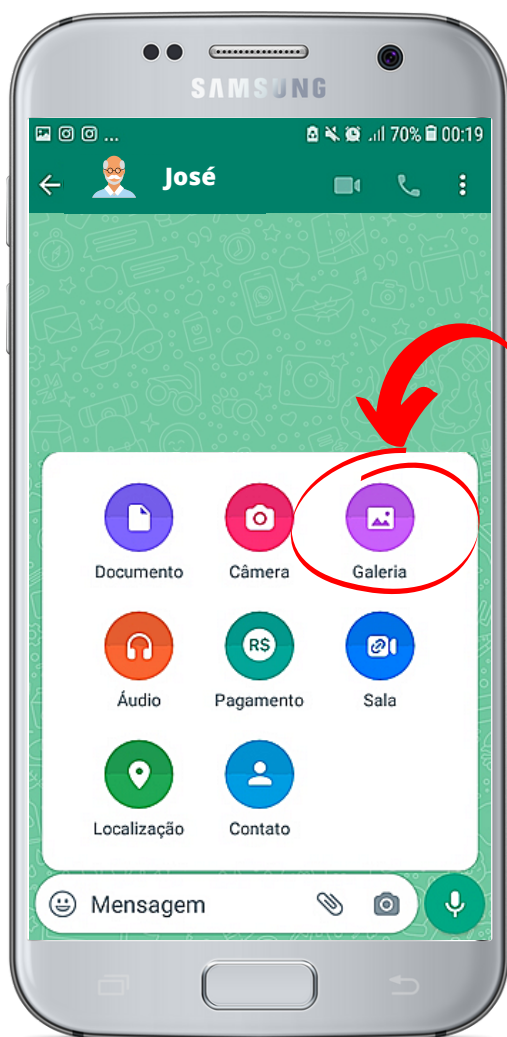 SAMSUNG
... 70% 00:19
José
Documento Câmera Galeria
R$
Áudio Pagamento Sala
Localização Contato
Mensagem